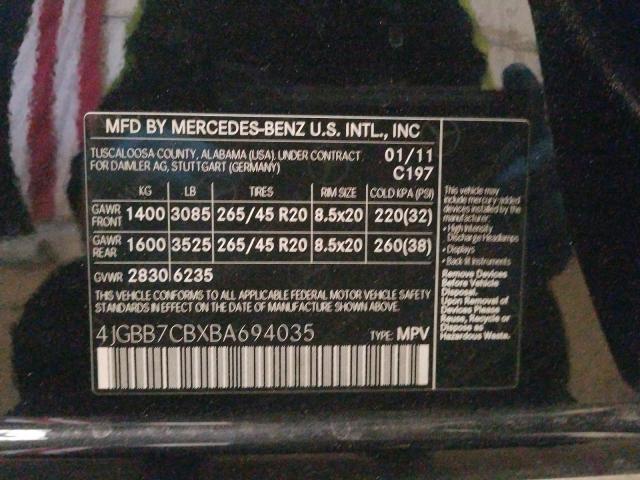 MFD BY MERCEDES-BENZ U.S. INTL., INC
TUSCALOOSA COUNTY, ALABAMA (USA), UNDER CONTRACT 01/11
FOR DAIMLER AG, STUTTGART (GERMANY) C197
KG LB TIRES RIM SIZE COLD KPA (PSI)
GAWR FRONT 1400 3085 265/45 R20 8.5x20 220(32)
GAWR REAR 1600 3525 265/45 R20 8.5x20 260(38)
GVWR 2830 6235
THIS VEHICLE CONFORMS TO ALL APPLICABLE FEDERAL MOTOR VEHICLE SAFETY
STANDARDS IN EFFECT ON THE DATE OF MANUFACTURE SHOWN ABOVE.
4JGBB7CBXBA694035 TYPE: MPV
This vehicle may
include mercury-added
devices installed by the
manufacturer:
• High Intensity
Discharge Headlamps
• Displays
• Back lit Instruments
Remove Devices
Before Vehicle
Disposal.
Upon Removal of
Devices Please
Reuse, Recycle or
Dispose as
Hazardous Waste.